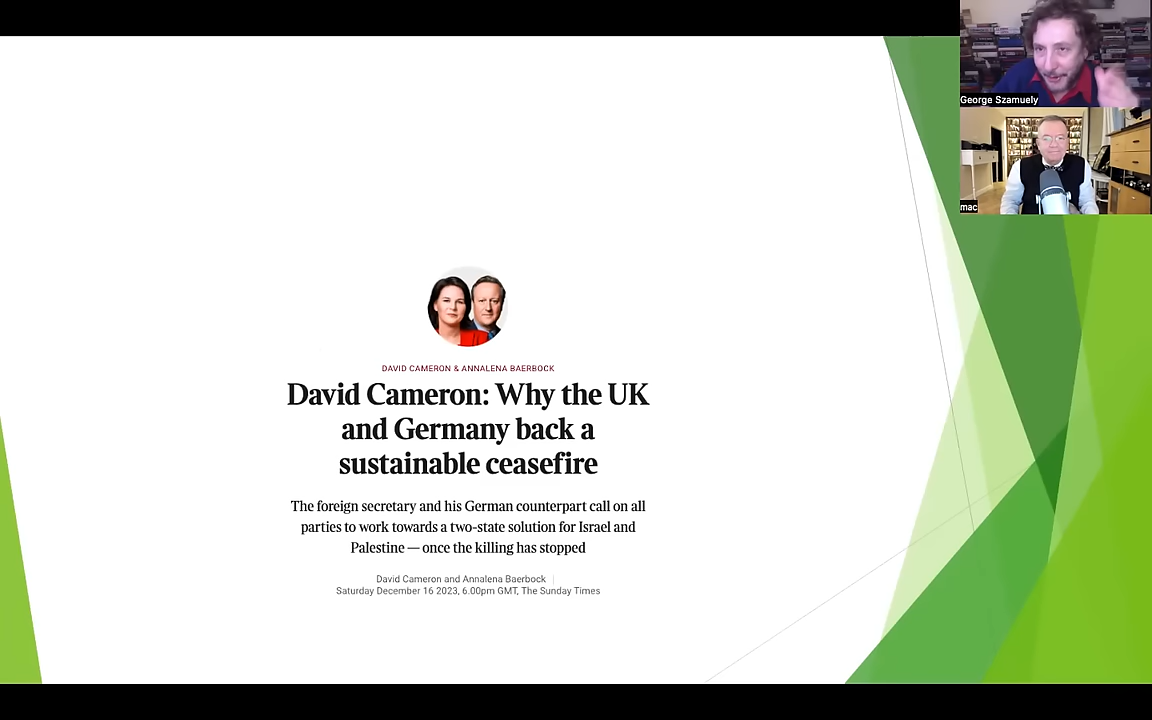 George Szamuely
mac
DAVID CAMERON & ANNALENA BAERBOCK
David Cameron: Why the UK
and Germany back a
sustainable ceasefire
The foreign secretary and his German counterpart call on all
parties to work towards a two-state solution for Israel and
Palestine — once the killing has stopped
David Cameron and Annalena Baerbock
Saturday December 16 2023, 6.00pm GMT, The Sunday Times